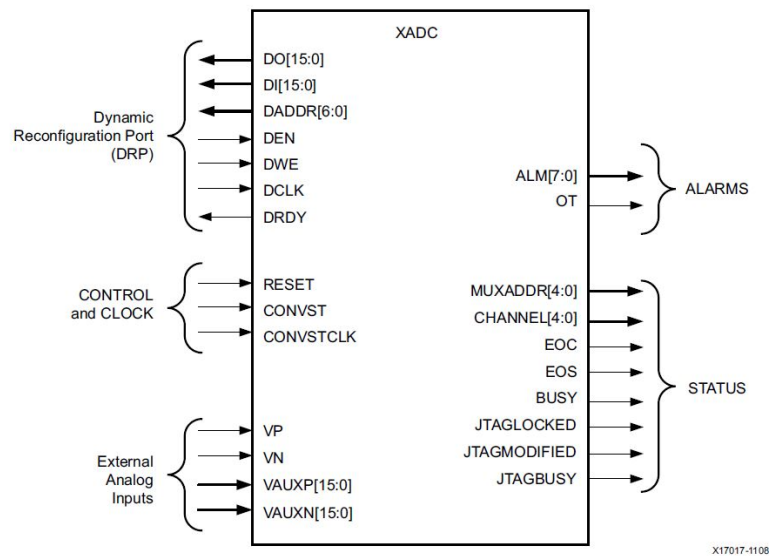 XADC
DO[15:0]
DI[15:0]
DADDR[6:0]
DEN
DWE
DCLK
DRDY
Dynamic
Reconfiguration Port
(DRP)
RESET
CONVST
CONVSTCLK
CONTROL
and CLOCK
VP
VN
VAUXP[15:0]
VAUXN[15:0]
External
Analog
Inputs
ALM[7:0]
OT
ALARMS
MUXADDR[4:0]
CHANNEL[4:0]
EOC
EOS
BUSY
JTAGLOCKED
JTAGMODIFIED
JTAGBUSY
STATUS
X17017-1108